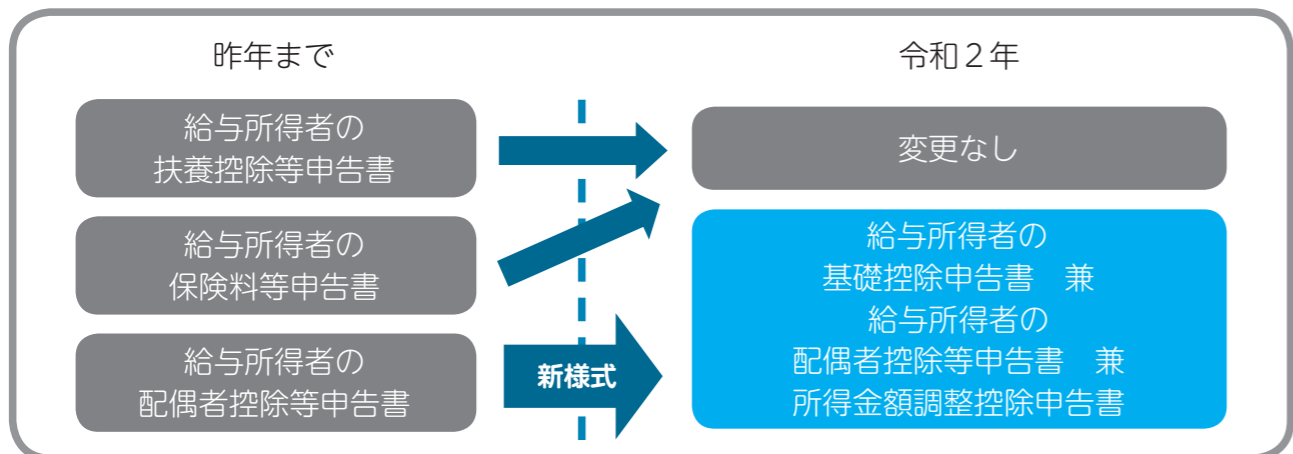 昨年まで
令和２年
給与所得者の
扶養控除等申告書
変更なし
給与所得者の
保険料等申告書
給与所得者の
配偶者控除等申告書
新様式
給与所得者の
基礎控除申告書　兼
給与所得者の
配偶者控除等申告書　兼
所得金額調整控除申告書